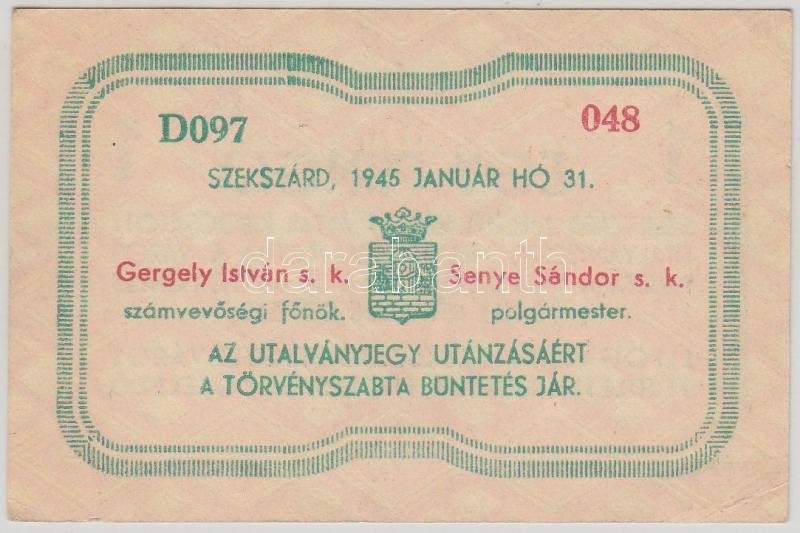 D097 048
SZEKSZÁRD, 1945 JANUÁR HÓ 31.
Gergely István s. k. Senye Sándor s. k.
számvevőségi főnök. polgármester.
AZ UTALVÁNYJEGY UTÁNZÁSÁÉRT
A TÖRVÉNYSZABTA BÜNTETÉS JÁR.
darabanth